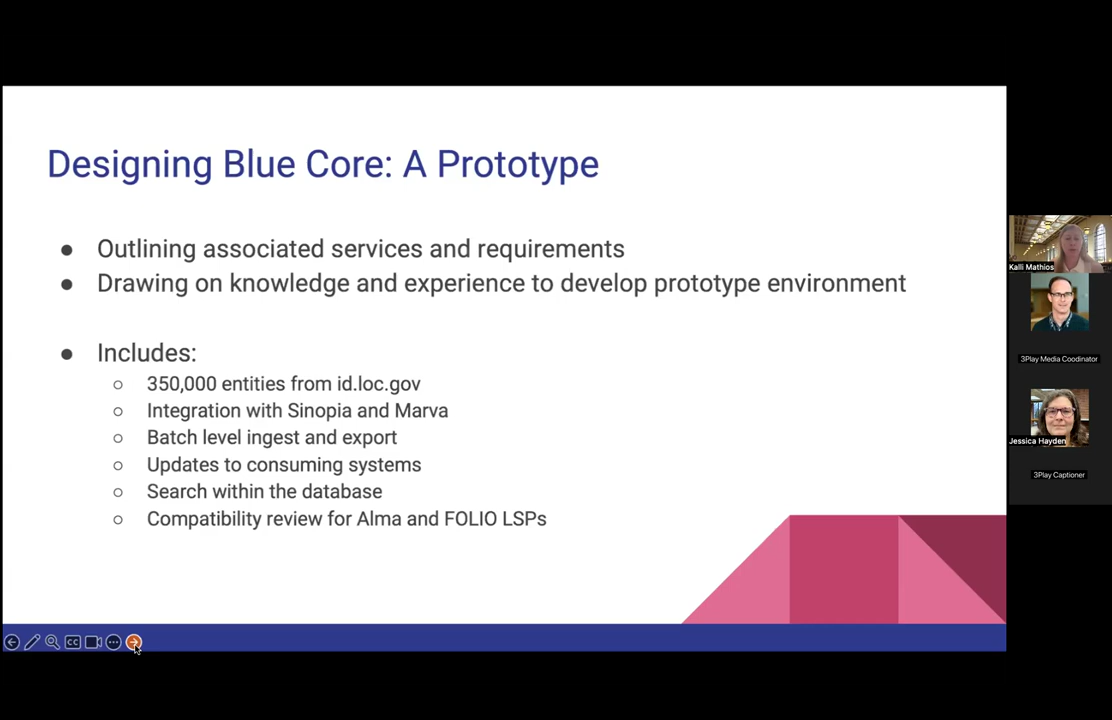 Designing Blue Core: A Prototype
● Outlining associated services and requirements
● Drawing on knowledge and experience to develop prototype environment
● Includes:
○ 350,000 entities from id.loc.gov
○ Integration with Sinopia and Marva
○ Batch level ingest and export
○ Updates to consuming systems
○ Search within the database
○ Compatibility review for Alma and FOLIO LSPs
CC
Kalli Mathios
3Play Media Coodinator
Jessica Hayden
3Play Captioner